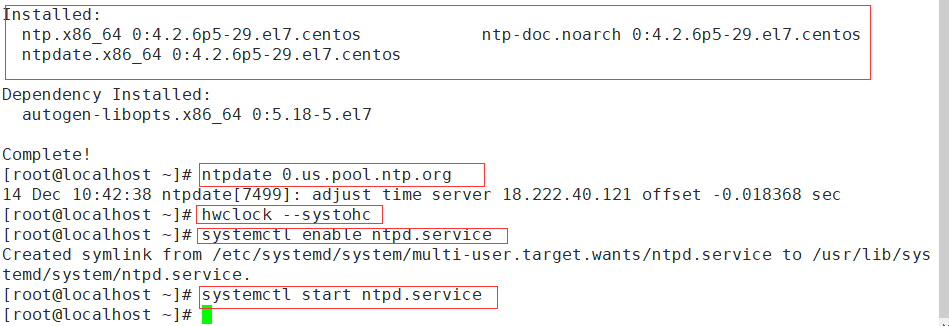 Installed:
  ntp.x86_64 0:4.2.6p5-29.el7.centos            ntp-doc.noarch 0:4.2.6p5-29.el7.centos
  ntpdate.x86_64 0:4.2.6p5-29.el7.centos
Dependency Installed:
  autogen-libopts.x86_64 0:5.18-5.el7
Complete!
[root@localhost ~]# ntpdate 0.us.pool.ntp.org
14 Dec 10:42:38 ntpdate[7499]: adjust time server 18.222.40.121 offset -0.018368 sec
[root@localhost ~]# hwclock --systohc
[root@localhost ~]# systemctl enable ntpd.service
Created symlink from /etc/systemd/system/multi-user.target.wants/ntpd.service to /usr/lib/sys
temd/system/ntpd.service.
[root@localhost ~]# systemctl start ntpd.service
[root@localhost ~]#